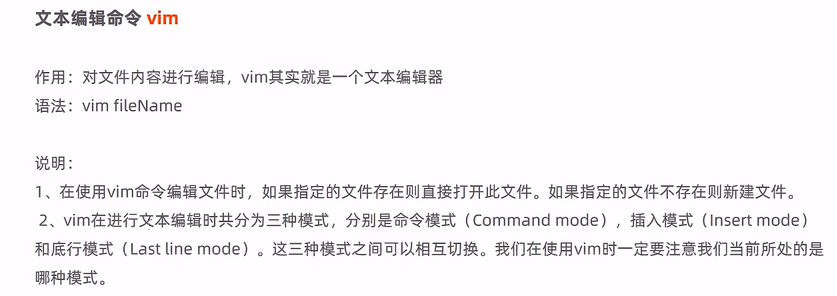 文本编辑命令 vim
作用：对文件内容进行编辑，vim其实就是一个文本编辑器
语法：vim fileName
说明：
1、在使用vim命令编辑文件时，如果指定的文件存在则直接打开此文件。如果指定的文件不存在则新建文件。
2、vim在进行文本编辑时共分为三种模式，分别是命令模式（Command mode），插入模式（Insert mode）
和底行模式（Last line mode）。这三种模式之间可以相互切换。我们在使用vim时一定要注意我们当前所处的是
哪种模式。